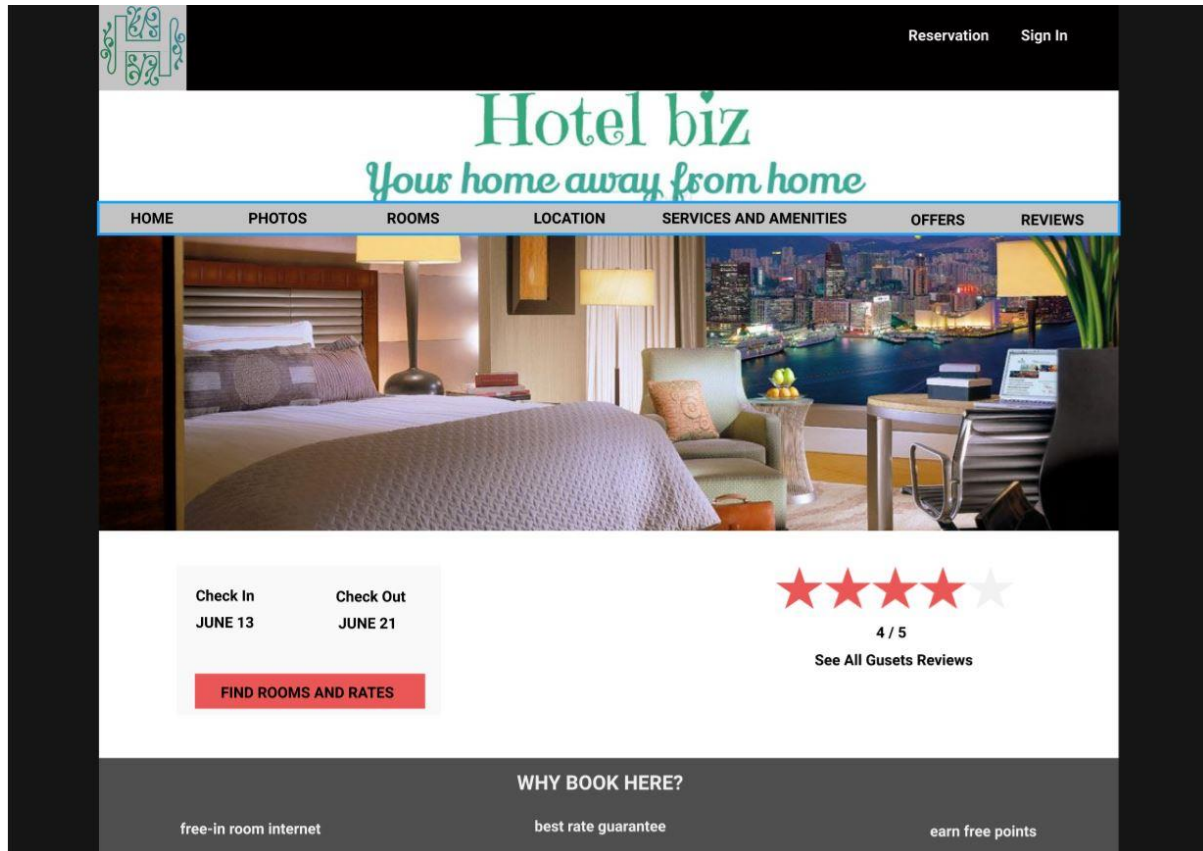 Reservation Sign In
Hotel biz
Your home away from home
HOME PHOTOS ROOMS LOCATION SERVICES AND AMENITIES OFFERS REVIEWS
Check In Check Out
JUNE 13 JUNE 21
FIND ROOMS AND RATES
4 / 5
See All Gusets Reviews
WHY BOOK HERE?
free-in room internet best rate guarantee earn free points